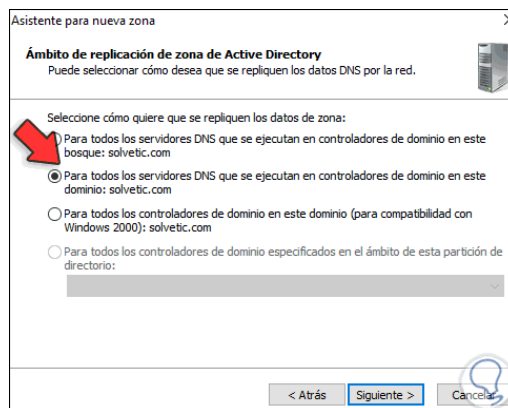 Asistente para nueva zona
Ámbito de replicación de zona de Active Directory
Puede seleccionar cómo desea que se repliquen los datos DNS por la red.
Seleccione cómo quiere que se repliquen los datos de zona:
Para todos los servidores DNS que se ejecutan en controladores de dominio en este
bosque: solvetic.com
Para todos los servidores DNS que se ejecutan en controladores de dominio en este
dominio: solvetic.com
Para todos los controladores de dominio en este dominio (para compatibilidad con
Windows 2000): solvetic.com
Para todos los controladores de dominio especificados en el ámbito de esta partición de
directorio:
< Atrás
Siguiente >
Cancelar